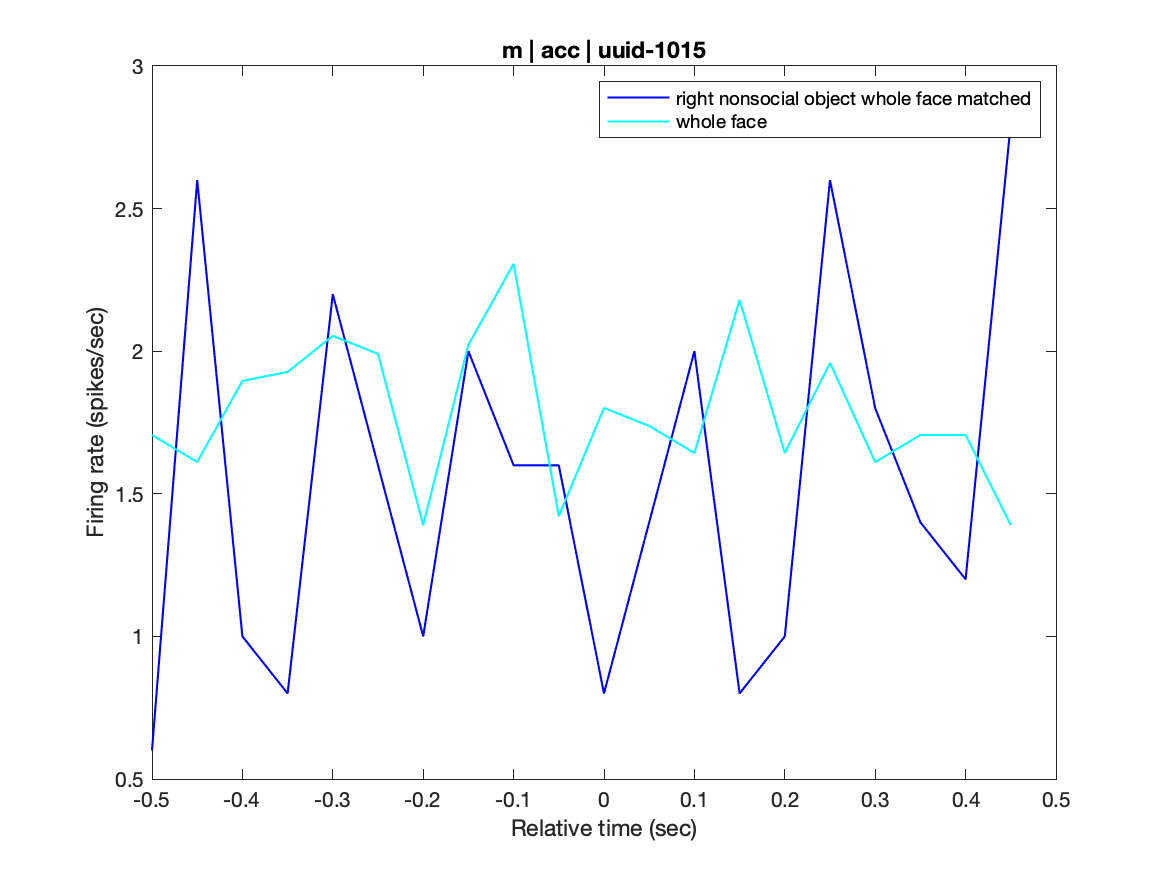 m | acc | uuid-1015
right nonsocial object whole face matched
whole face
3
2.5
2
1.5
1
0.5
Firing rate (spikes/sec)
-0.5 -0.4 -0.3 -0.2 -0.1 0 0.1 0.2 0.3 0.4 0.5
Relative time (sec)